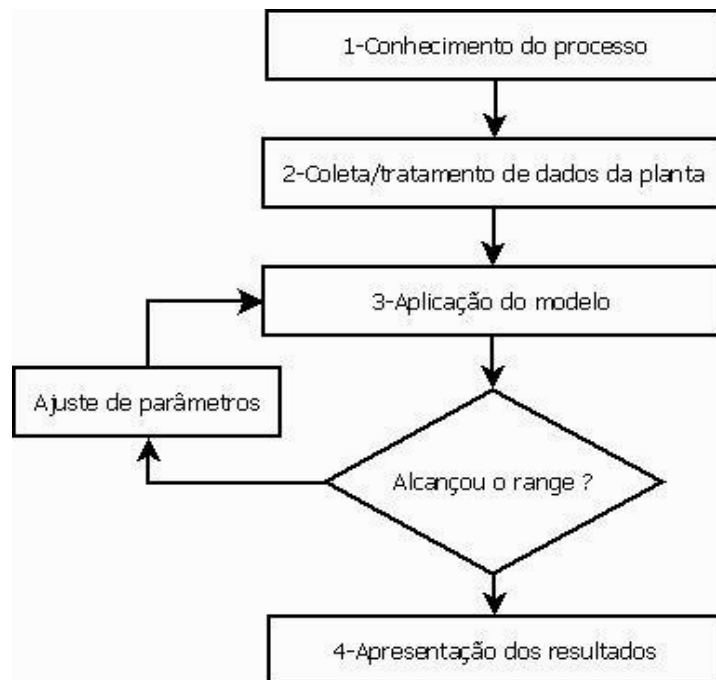 1-Conhecimento do processo
2-Coleta/tratamento de dados da planta
3-Aplicação do modelo
Ajuste de parâmetros
Alcançou o range ?
4-Apresentação dos resultados